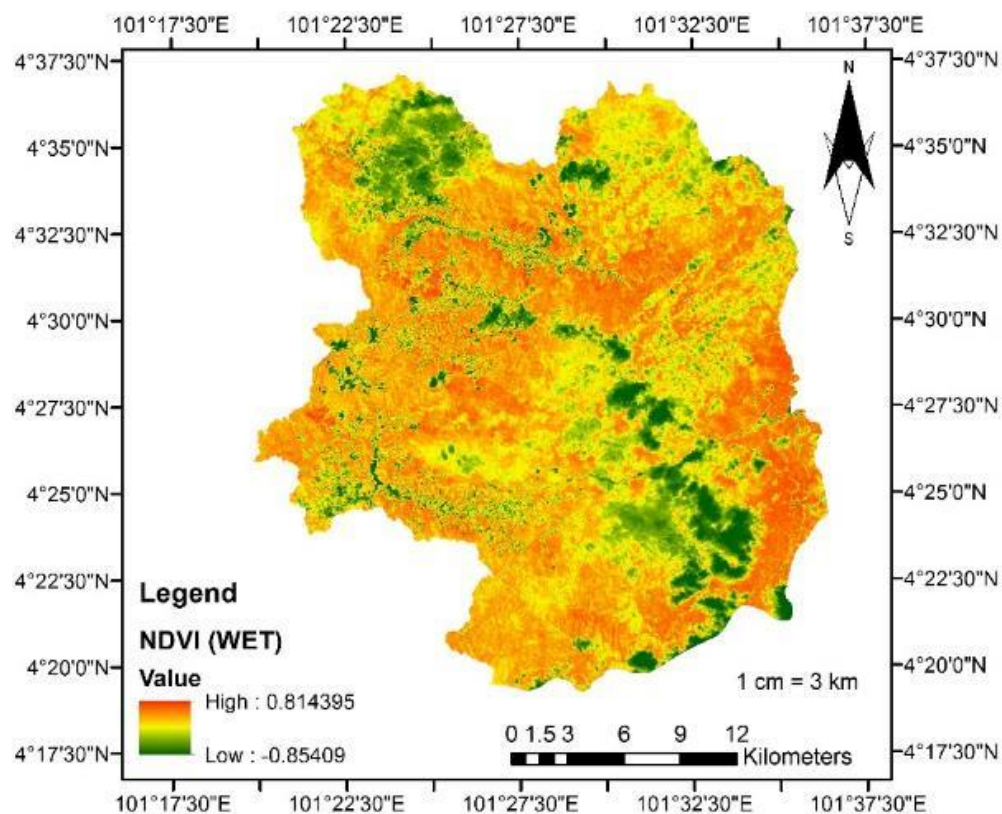 101°17'30"E 101°22'30"E 101°27'30"E 101°32'30"E 101°37'30"E
4°37'30"N 4°37'30"N
N
4°35'0"N 4°35'0"N
S
4°32'30"N 4°32'30"N
4°30'0"N 4°30'0"N
4°27'30"N 4°27'30"N
4°25'0"N 4°25'0"N
4°22'30"N 4°22'30"N
Legend
NDVI (WET)
4°20'0"N 4°20'0"N
Value
1 cm = 3 km
High : 0.814395
0 1.5 3 6 9 12
Low : -0.85409
Kilometers
4°17'30"N 4°17'30"N
101°17'30"E 101°22'30"E 101°27'30"E 101°32'30"E 101°37'30"E